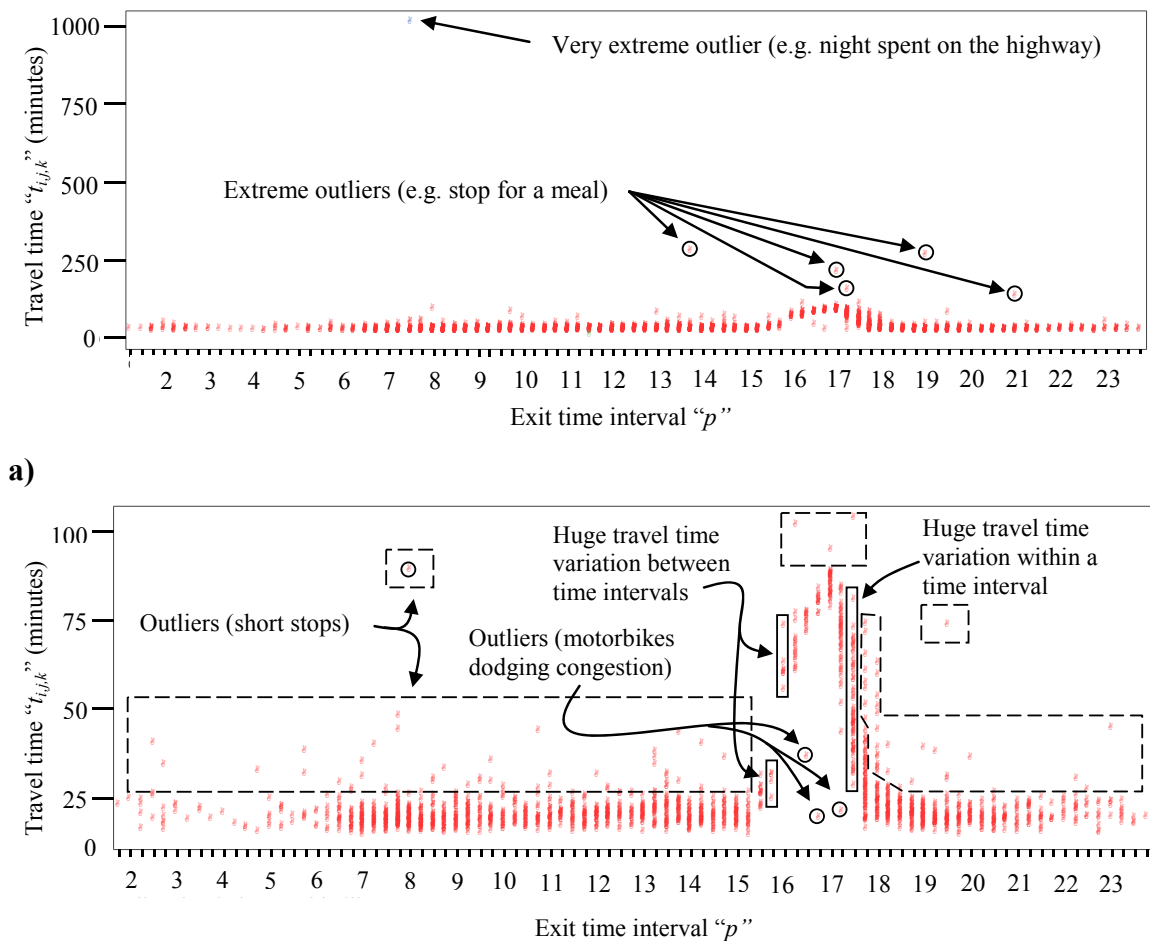 1000
Very extreme outlier (e.g. night spent on the highway)
750
Travel time “t i,j,k” (minutes)
500
Extreme outliers (e.g. stop for a meal)
250
0
2 3 4 5 6 7 8 9 10 11 12 13 14 15 16 17 18 19 20 21 22 23
Exit time interval “p”
a)
100
Huge travel time
variation between
time intervals
Huge travel time
variation within a
time interval
75
Travel time “t i,j,k” (minutes)
Outliers (short stops)
Outliers (motorbikes
dodging congestion)
50
25
0
2 3 4 5 6 7 8 9 10 11 12 13 14 15 16 17 18 19 20 21 22 23
Exit time interval “p”